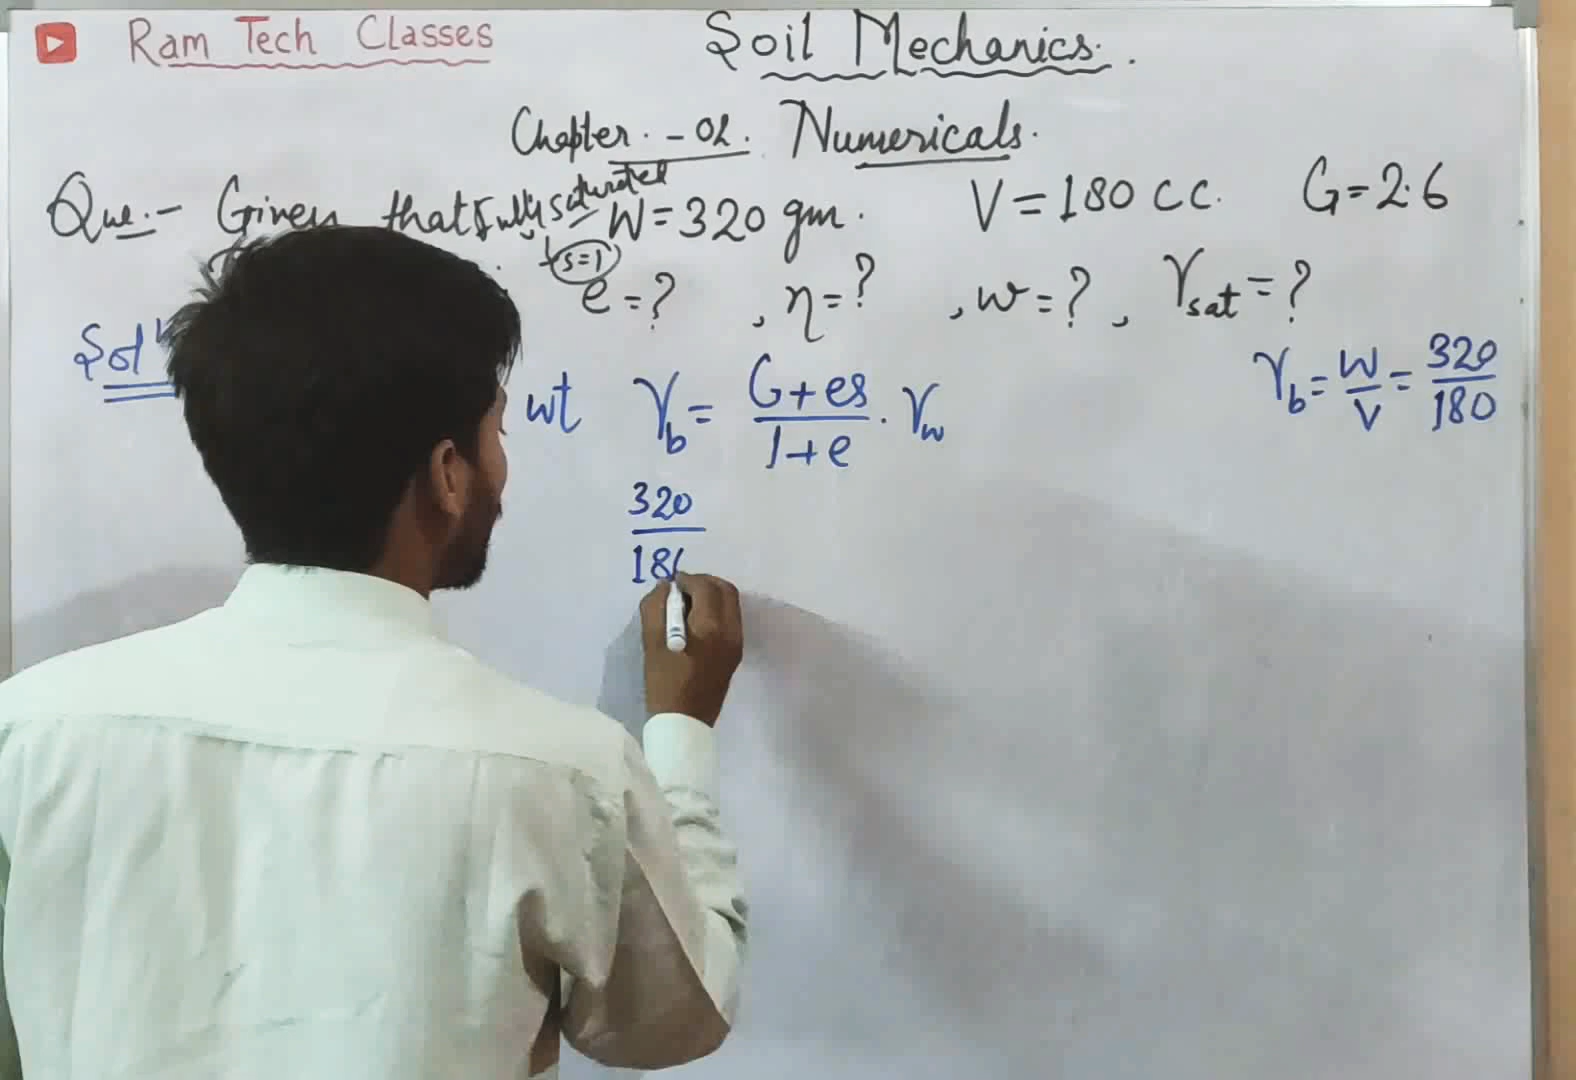 Ram Tech Classes
Soil Mechanics.
Chapter. - 02. Numericals.
Que:- Given that fully saturated W=320 gm. V=180 CC. G=2.6
s=1
e=? , η=? , w=? , γsat=?
Solⁿ
wt γb = G+es/1+e . γw
γb = W/V = 320/180
320/18